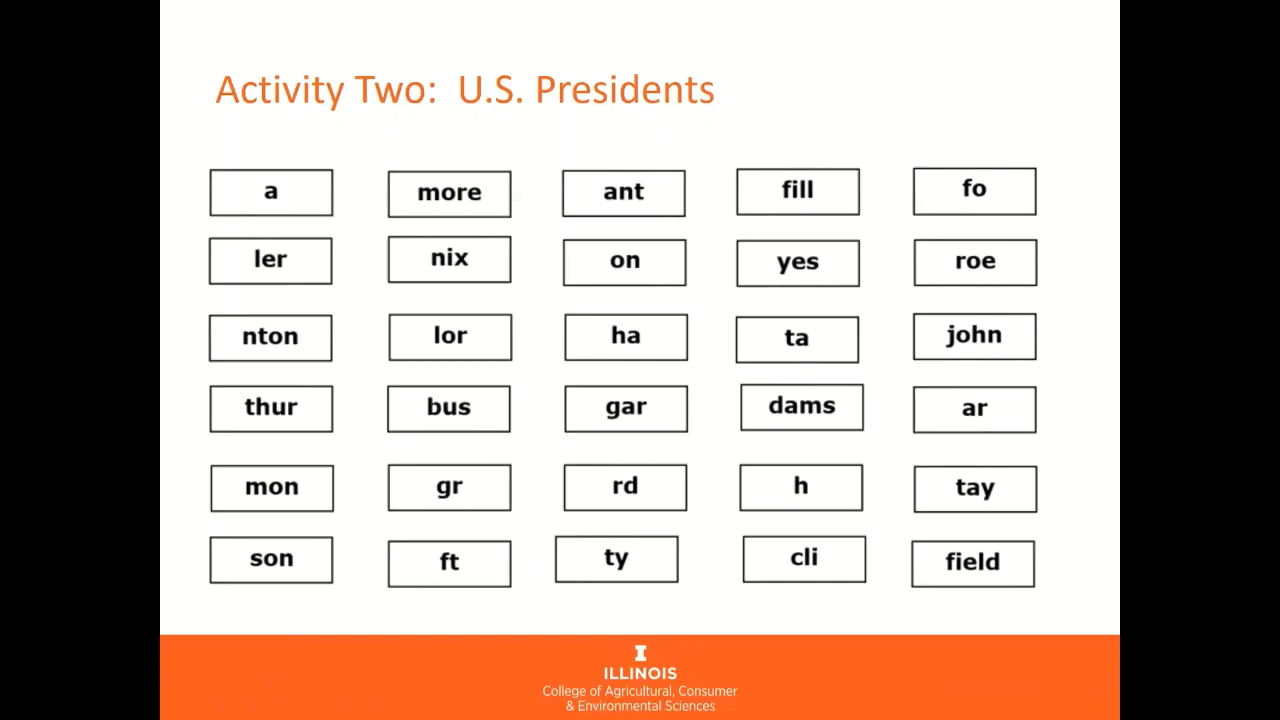 Activity Two: U.S. Presidents
a more ant fill fo
ler nix on yes roe
nton lor ha ta john
thur bus gar dams ar
mon gr rd h tay
son ft ty cli field
I
ILLINOIS
College of Agricultural, Consumer
& Environmental Sciences